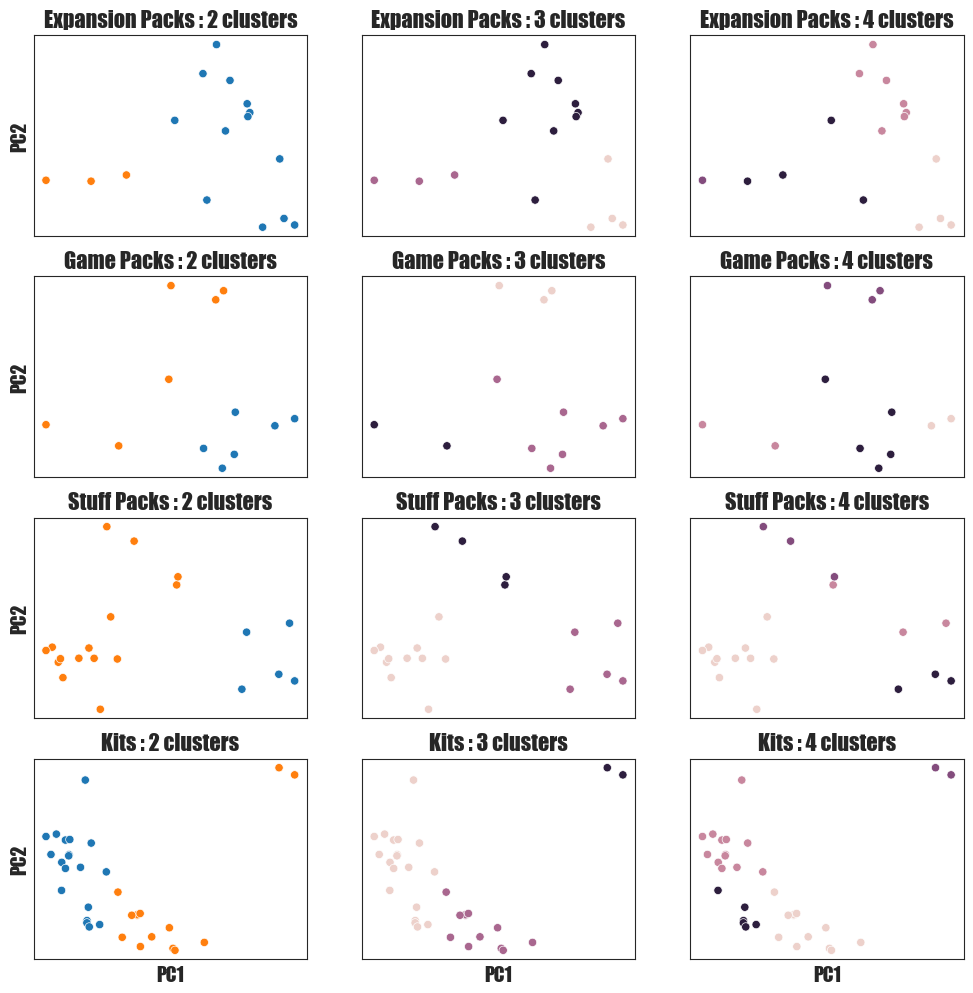 Expansion Packs : 2 clusters
Expansion Packs : 3 clusters
Expansion Packs : 4 clusters
PC2
Game Packs : 2 clusters
Game Packs : 3 clusters
Game Packs : 4 clusters
PC2
Stuff Packs : 2 clusters
Stuff Packs : 3 clusters
Stuff Packs : 4 clusters
PC2
Kits : 2 clusters
Kits : 3 clusters
Kits : 4 clusters
PC2
PC1
PC1
PC1